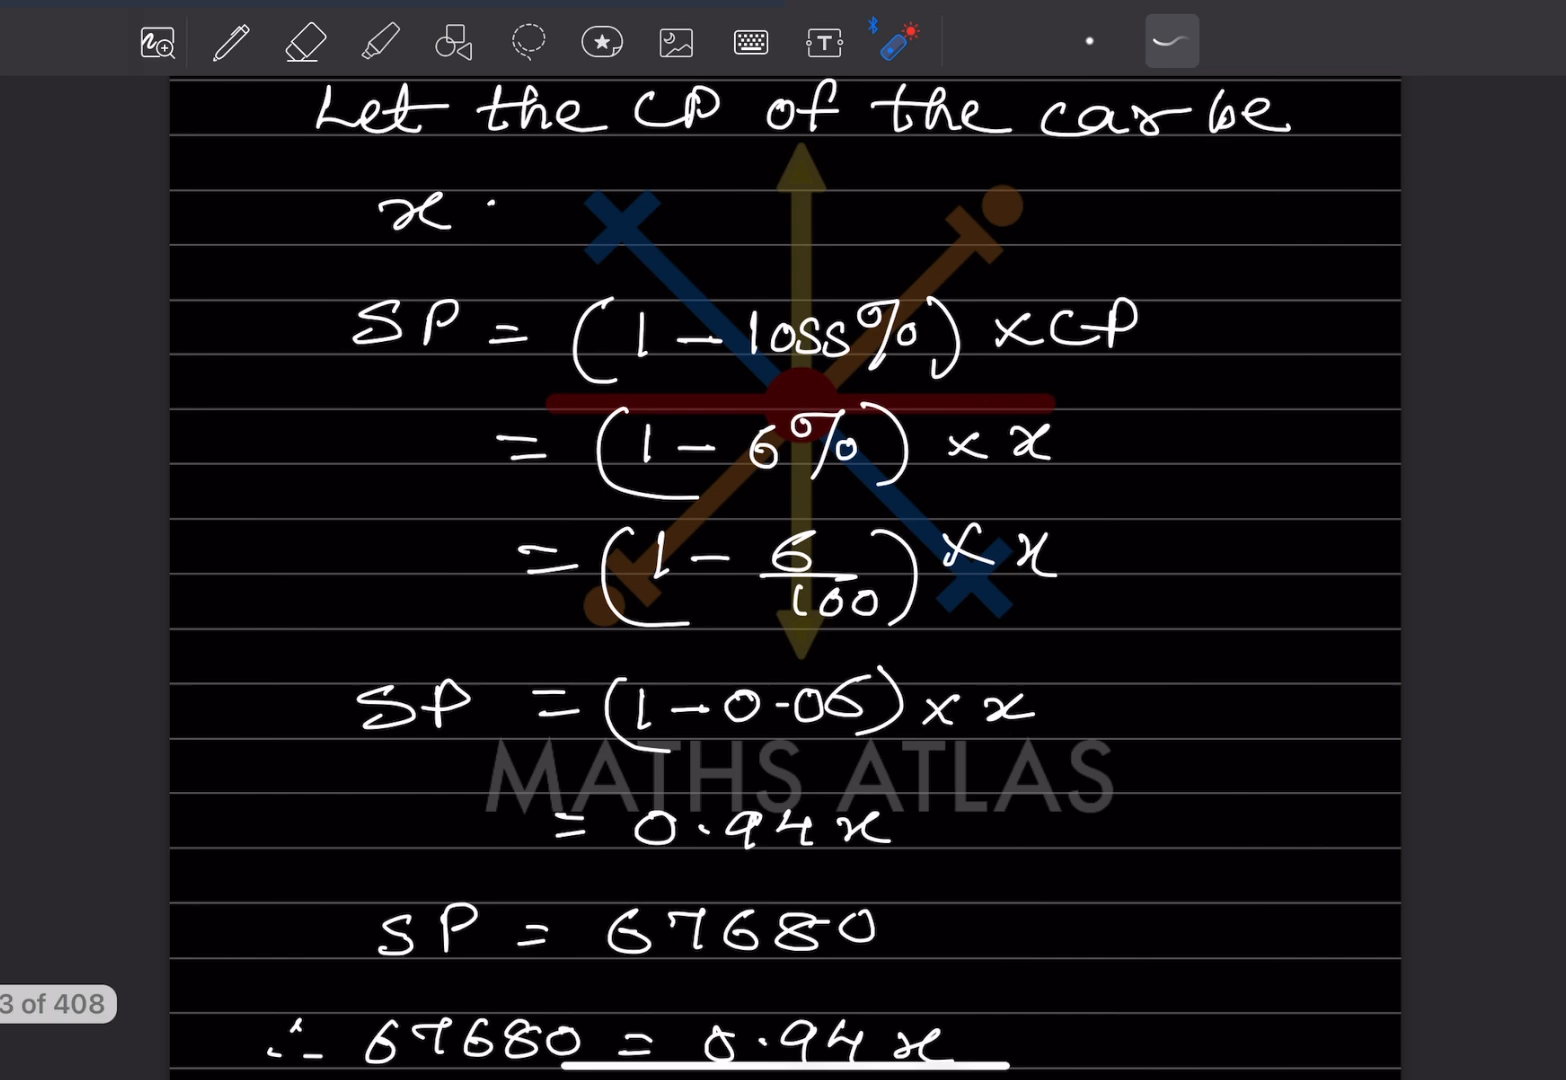 Let the CP of the car be
x.
SP = (1 - loss%) × CP
= (1 - 6%) × x
= (1 - 6/100) × x
SP = (1 - 0.06) × x
MATHS ATLAS
= 0.94x
SP = 67680
3 of 408
∴ 67680 = 0.94x